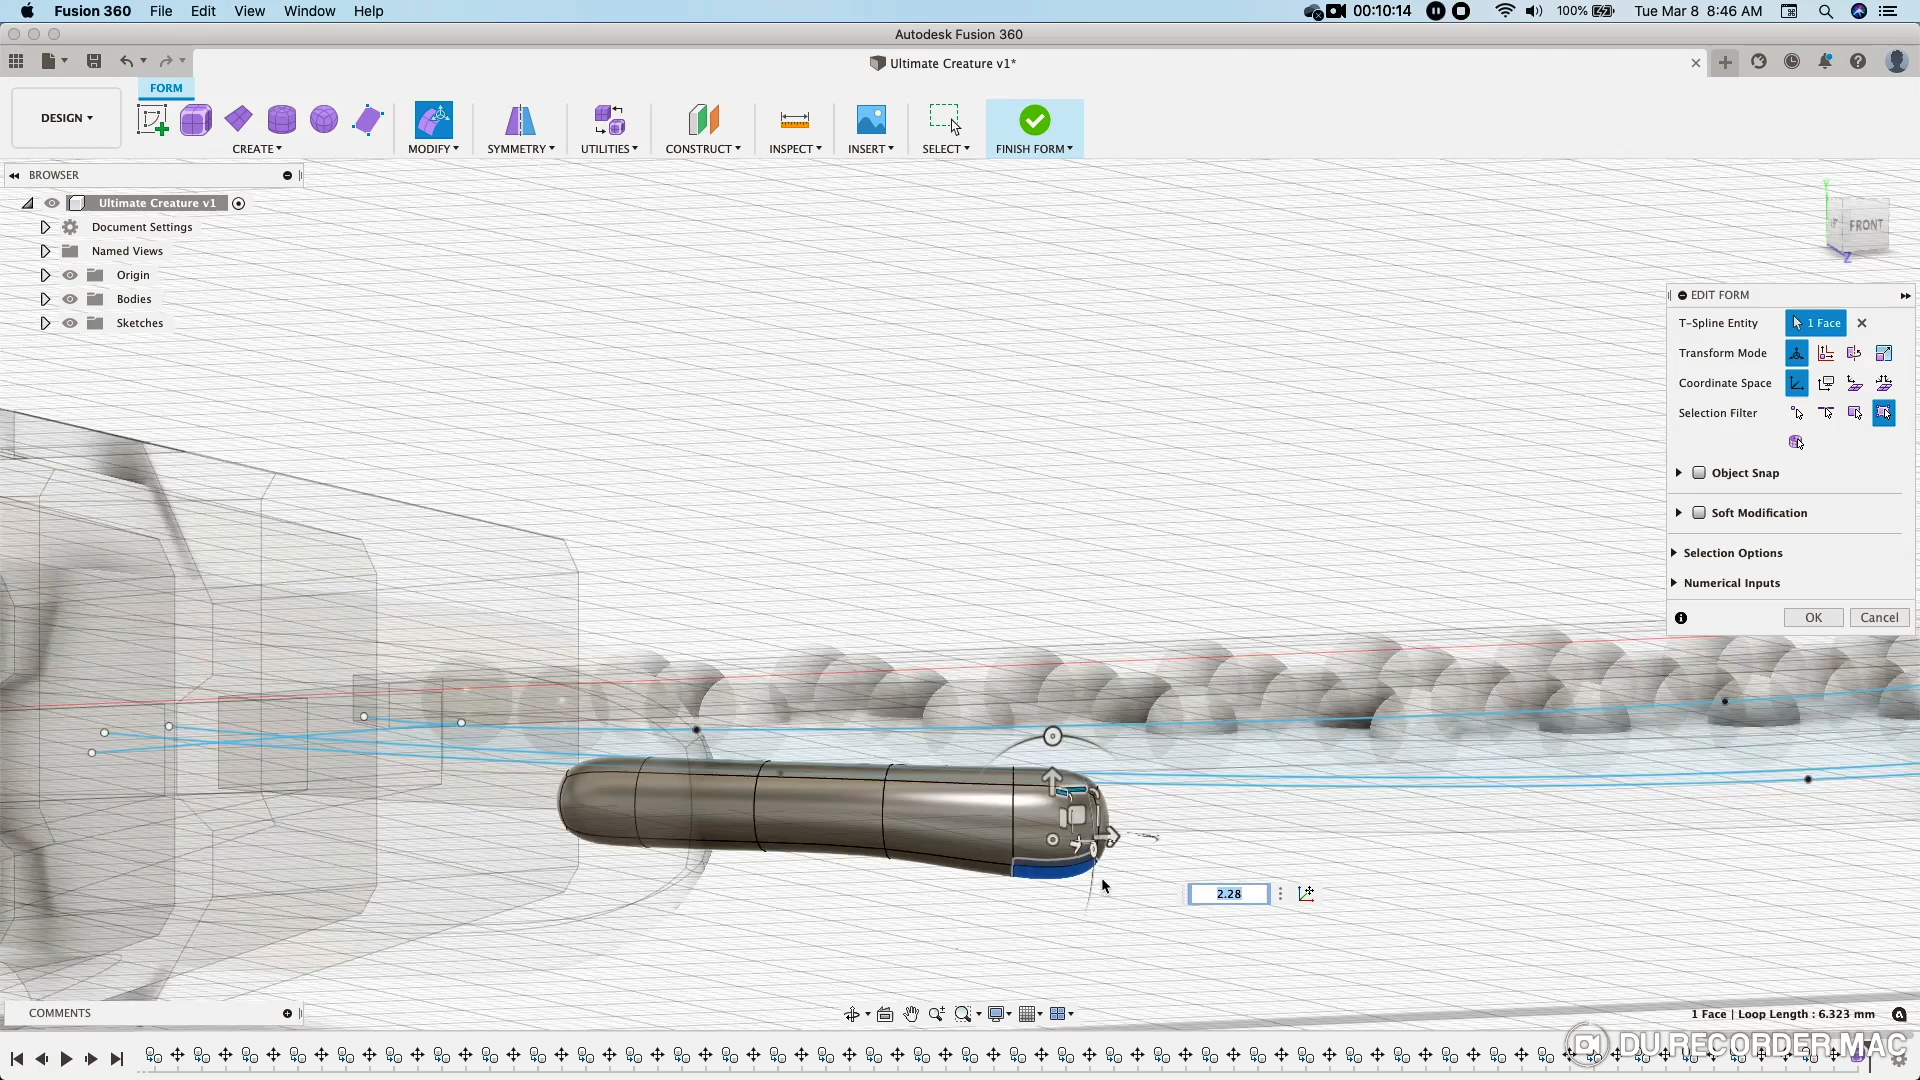 Fusion 360 File Edit View Window Help 00:10:14 100% Tue Mar 8 8:46 AM
Autodesk Fusion 360
Ultimate Creature v1*
FORM
DESIGN
CREATE MODIFY SYMMETRY UTILITIES CONSTRUCT INSPECT INSERT SELECT FINISH FORM
BROWSER
Ultimate Creature v1
Document Settings
Named Views
Origin
Bodies
Sketches
FRONT
Y
Z
EDIT FORM
T-Spline Entity 1 Face
Transform Mode
Coordinate Space
Selection Filter
Object Snap
Soft Modification
Selection Options
Numerical Inputs
OK Cancel
2.28
COMMENTS
1 Face | Loop Length : 6.323 mm
DU RECORDER MAC